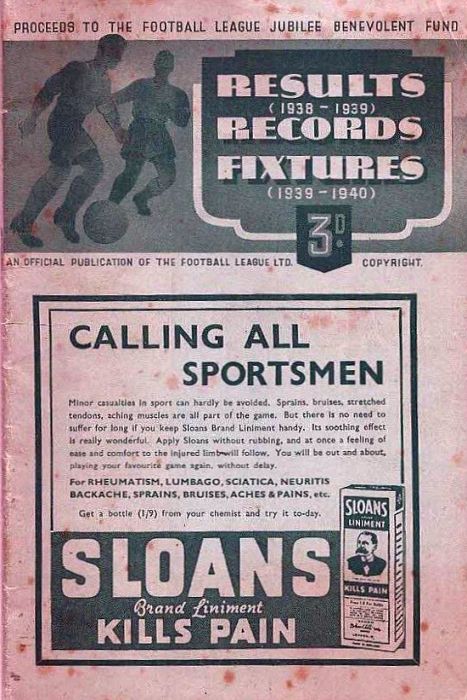 PROCEEDS TO THE FOOTBALL LEAGUE JUBILEE BENEVOLENT FUND
RESULTS
(1938-1939)
RECORDS
FIXTURES
(1939-1940)
3D.
AN OFFICIAL PUBLICATION OF THE FOOTBALL LEAGUE LTD. COPYRIGHT.
CALLING ALL
SPORTSMEN
Minor casualties in sport can hardly be avoided. Sprains, bruises, stretched
tendons, aching muscles are all part of the game. But there is no need to
suffer for long if you keep Sloans Brand Liniment handy. Its soothing effect
is really wonderful. Apply Sloans without rubbing, and at once a feeling of
ease and comfort to the injured limb will follow. You will be out and about,
playing your favourite game again, without delay.
For RHEUMATISM, LUMBAGO, SCIATICA, NEURITIS
BACKACHE, SPRAINS, BRUISES, ACHES & PAINS, etc.
Get a bottle (1/9) from your chemist and try it to-day.
SLOANS
LINIMENT
KILLS PAIN
SLOANS
Brand Liniment
KILLS PAIN